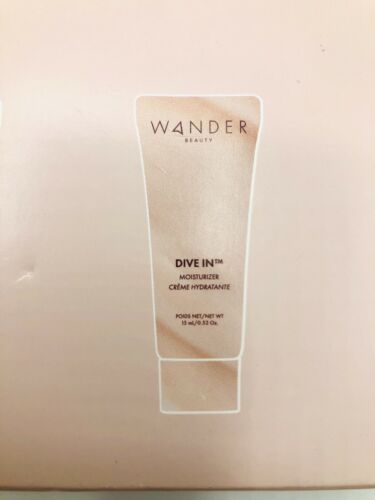 WANDER
BEAUTY
DIVE IN™
MOISTURIZER
CRÈME HYDRATANTE
POIDS NET/NET WT
15 mL/0.52 Oz.